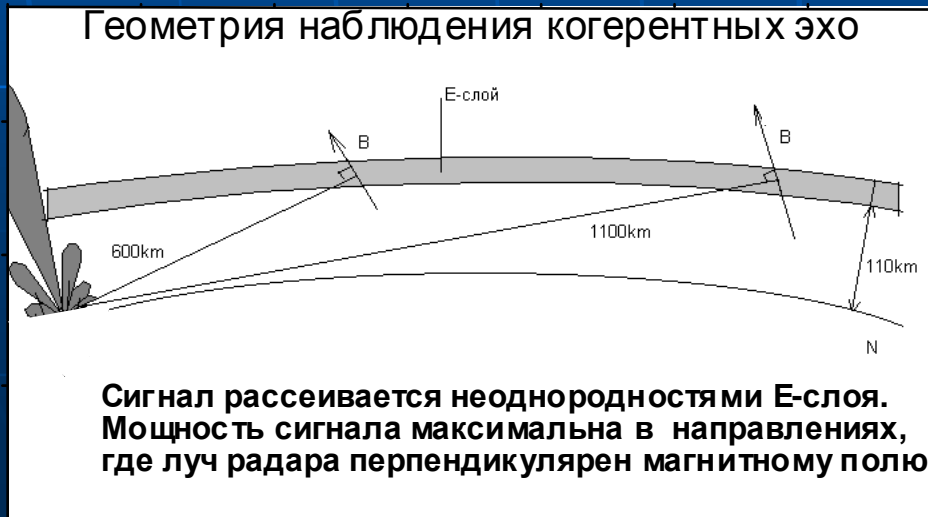 Геометрия наблюдения когерентных эхо
Е-слой
B
B
600km
1100km
110km
N
Сигнал рассеивается неоднородностями Е-слоя.
Мощность сигнала максимальна в направлениях,
где луч радара перпендикулярен магнитному полю